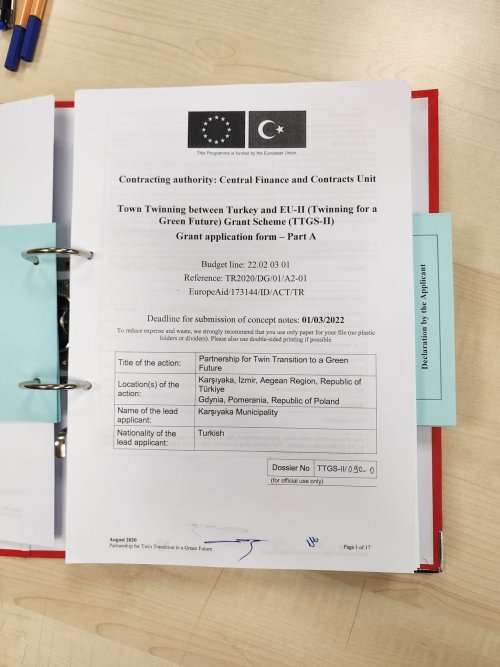 This Programme is funded by the European Union
Contracting authority: Central Finance and Contracts Unit
Town Twinning between Turkey and EU-II (Twinning for a
Green Future) Grant Scheme (TTGS-II)
Grant application form – Part A
Budget line: 22.02 03 01
Reference: TR2020/DG/01/A2-01
EuropeAid/173144/ID/ACT/TR
Deadline for submission of concept notes: 01/03/2022
To reduce expense and waste, we strongly recommend that you use only paper for your file (no plastic
folders or dividers). Please also use double-sided printing if possible
Title of the action:
Partnership for Twin Transition to a Green
Future
Location(s) of the
action:
Karşıyaka, İzmir, Aegean Region, Republic of
Türkiye
Gdynia, Pomerania, Republic of Poland
Name of the lead
applicant:
Karşıyaka Municipality
Nationality of the
lead applicant:
Turkish
Dossier No
TTGS-II/090-0
(for official use only)
August 2020
Partnership for Twin Transition to a Green Future
Page 1 of 17
Declaration by the Applicant